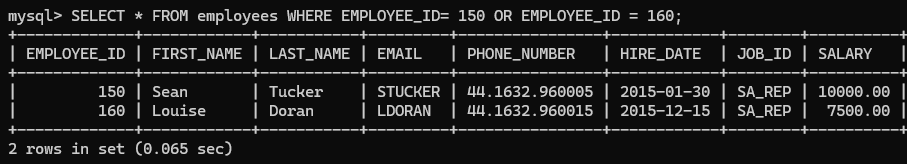 mysql> SELECT * FROM employees WHERE EMPLOYEE_ID= 150 OR EMPLOYEE_ID = 160;
+-------------+------------+-----------+---------+---------------+------------+--------+----------+
| EMPLOYEE_ID | FIRST_NAME | LAST_NAME | EMAIL   | PHONE_NUMBER  | HIRE_DATE  | JOB_ID | SALARY   |
+-------------+------------+-----------+---------+---------------+------------+--------+----------+
|         150 | Sean       | Tucker    | STUCKER | 44.1632.960005 | 2015-01-30 | SA_REP | 10000.00 |
|         160 | Louise     | Doran     | LDORAN  | 44.1632.960015 | 2015-12-15 | SA_REP |  7500.00 |
+-------------+------------+-----------+---------+---------------+------------+--------+----------+
2 rows in set (0.065 sec)